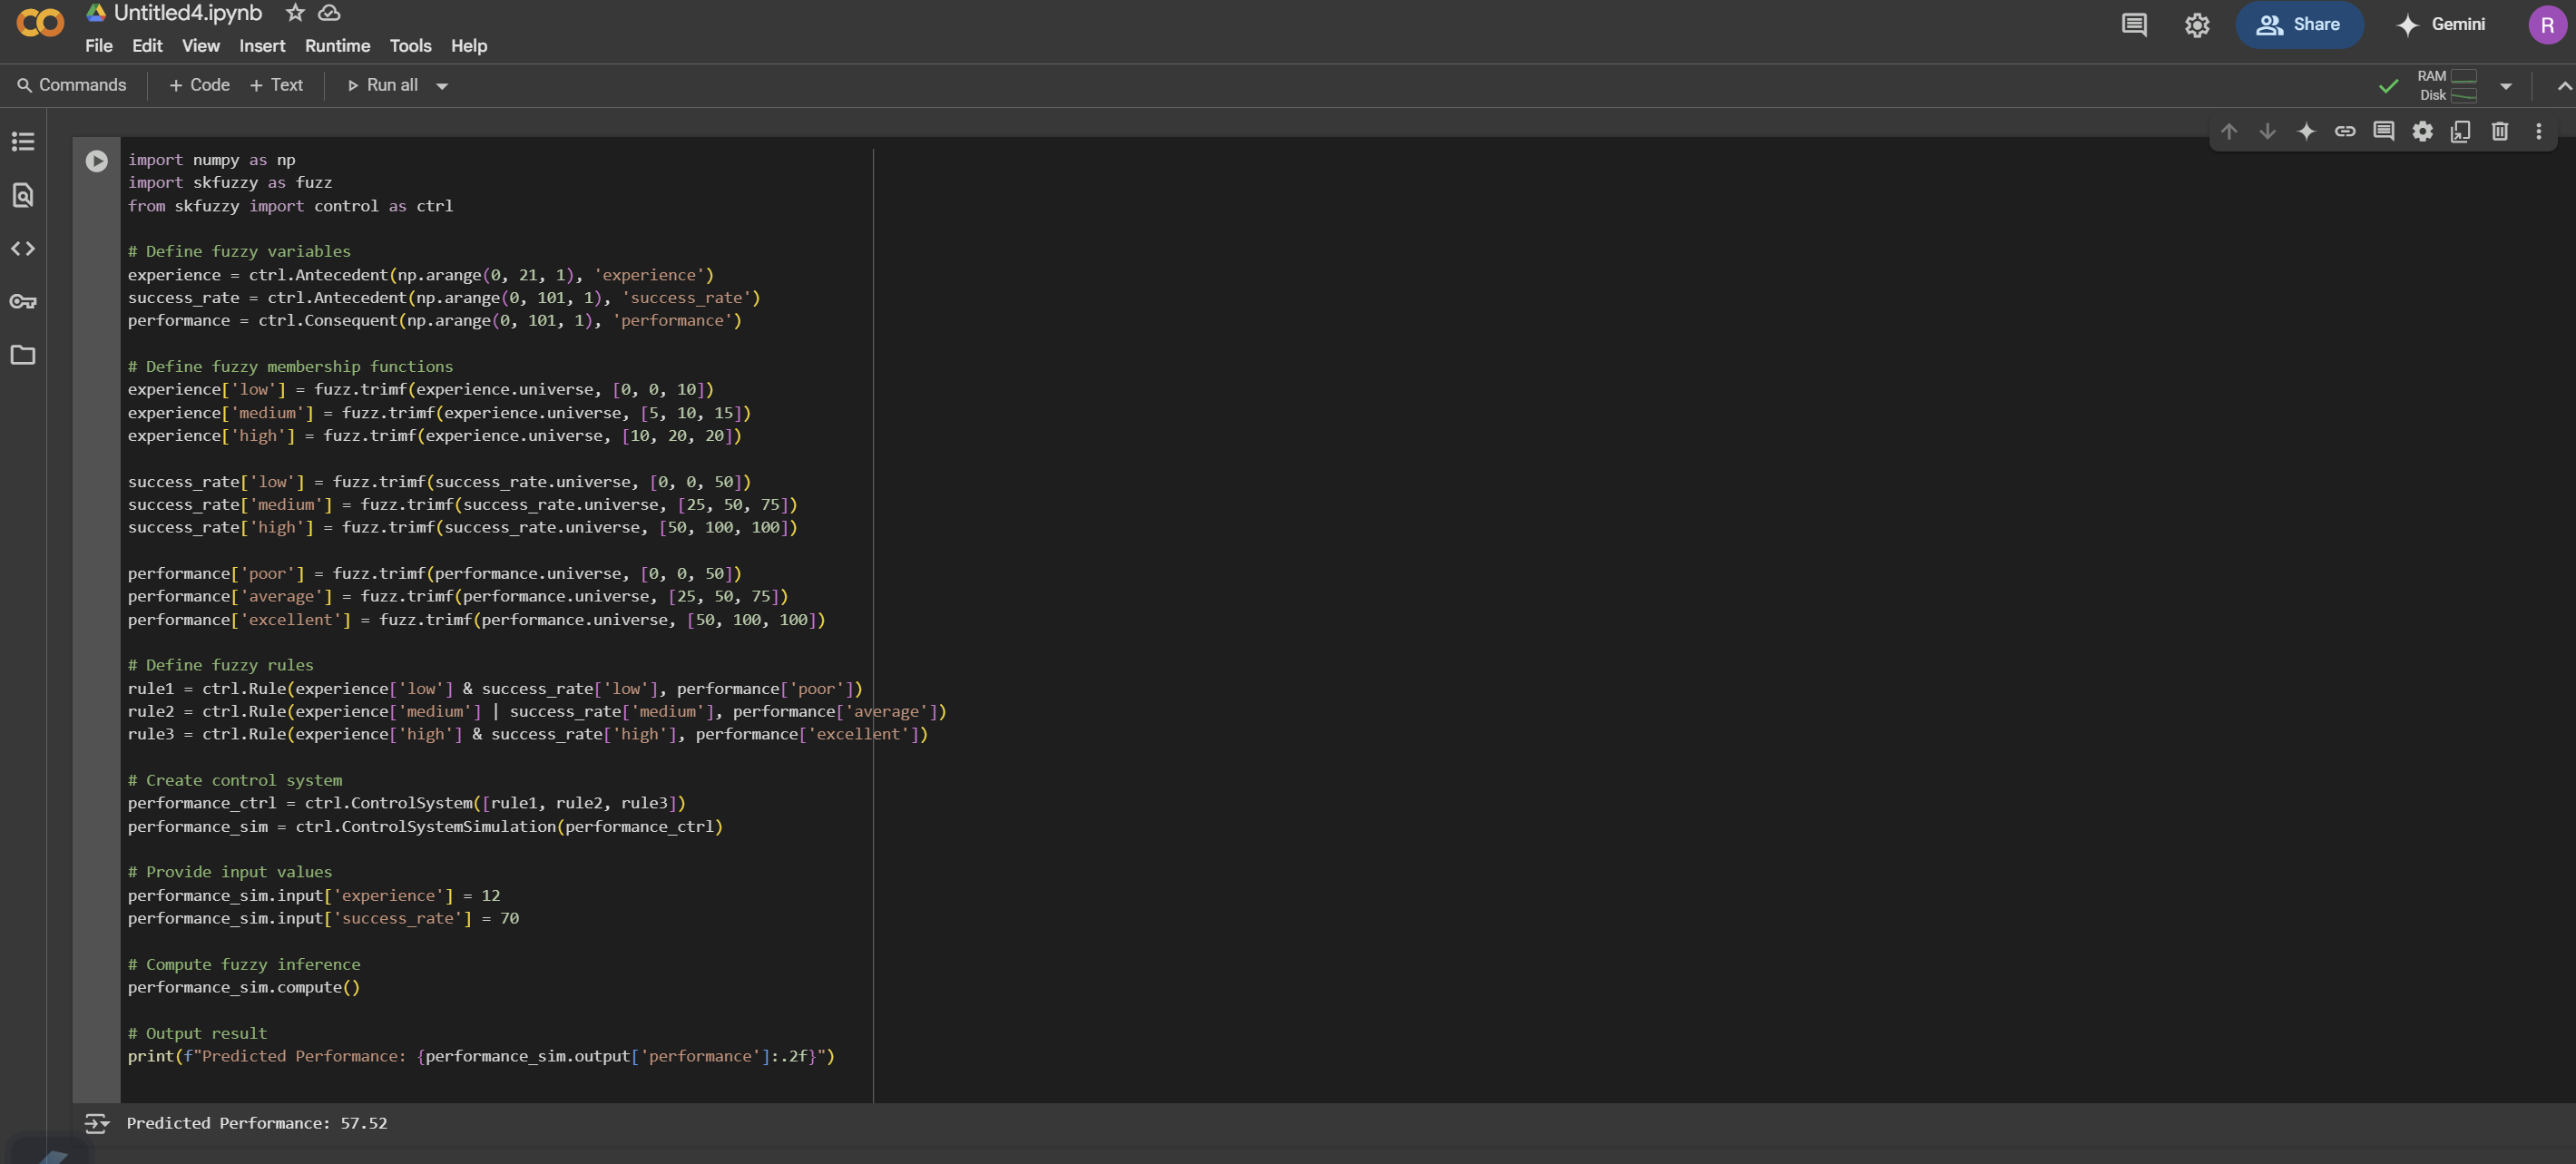 Untitled4.ipynb
File Edit View Insert Runtime Tools Help
Share
Gemini
R
Commands + Code + Text Run all
RAM
Disk
import numpy as np
import skfuzzy as fuzz
from skfuzzy import control as ctrl
# Define fuzzy variables
experience = ctrl.Antecedent(np.arange(0, 21, 1), 'experience')
success_rate = ctrl.Antecedent(np.arange(0, 101, 1), 'success_rate')
performance = ctrl.Consequent(np.arange(0, 101, 1), 'performance')
# Define fuzzy membership functions
experience['low'] = fuzz.trimf(experience.universe, [0, 0, 10])
experience['medium'] = fuzz.trimf(experience.universe, [5, 10, 15])
experience['high'] = fuzz.trimf(experience.universe, [10, 20, 20])
success_rate['low'] = fuzz.trimf(success_rate.universe, [0, 0, 50])
success_rate['medium'] = fuzz.trimf(success_rate.universe, [25, 50, 75])
success_rate['high'] = fuzz.trimf(success_rate.universe, [50, 100, 100])
performance['poor'] = fuzz.trimf(performance.universe, [0, 0, 50])
performance['average'] = fuzz.trimf(performance.universe, [25, 50, 75])
performance['excellent'] = fuzz.trimf(performance.universe, [50, 100, 100])
# Define fuzzy rules
rule1 = ctrl.Rule(experience['low'] & success_rate['low'], performance['poor'])
rule2 = ctrl.Rule(experience['medium'] | success_rate['medium'], performance['average'])
rule3 = ctrl.Rule(experience['high'] & success_rate['high'], performance['excellent'])
# Create control system
performance_ctrl = ctrl.ControlSystem([rule1, rule2, rule3])
performance_sim = ctrl.ControlSystemSimulation(performance_ctrl)
# Provide input values
performance_sim.input['experience'] = 12
performance_sim.input['success_rate'] = 70
# Compute fuzzy inference
performance_sim.compute()
# Output result
print(f"Predicted Performance: {performance_sim.output['performance']:.2f}")
Predicted Performance: 57.52